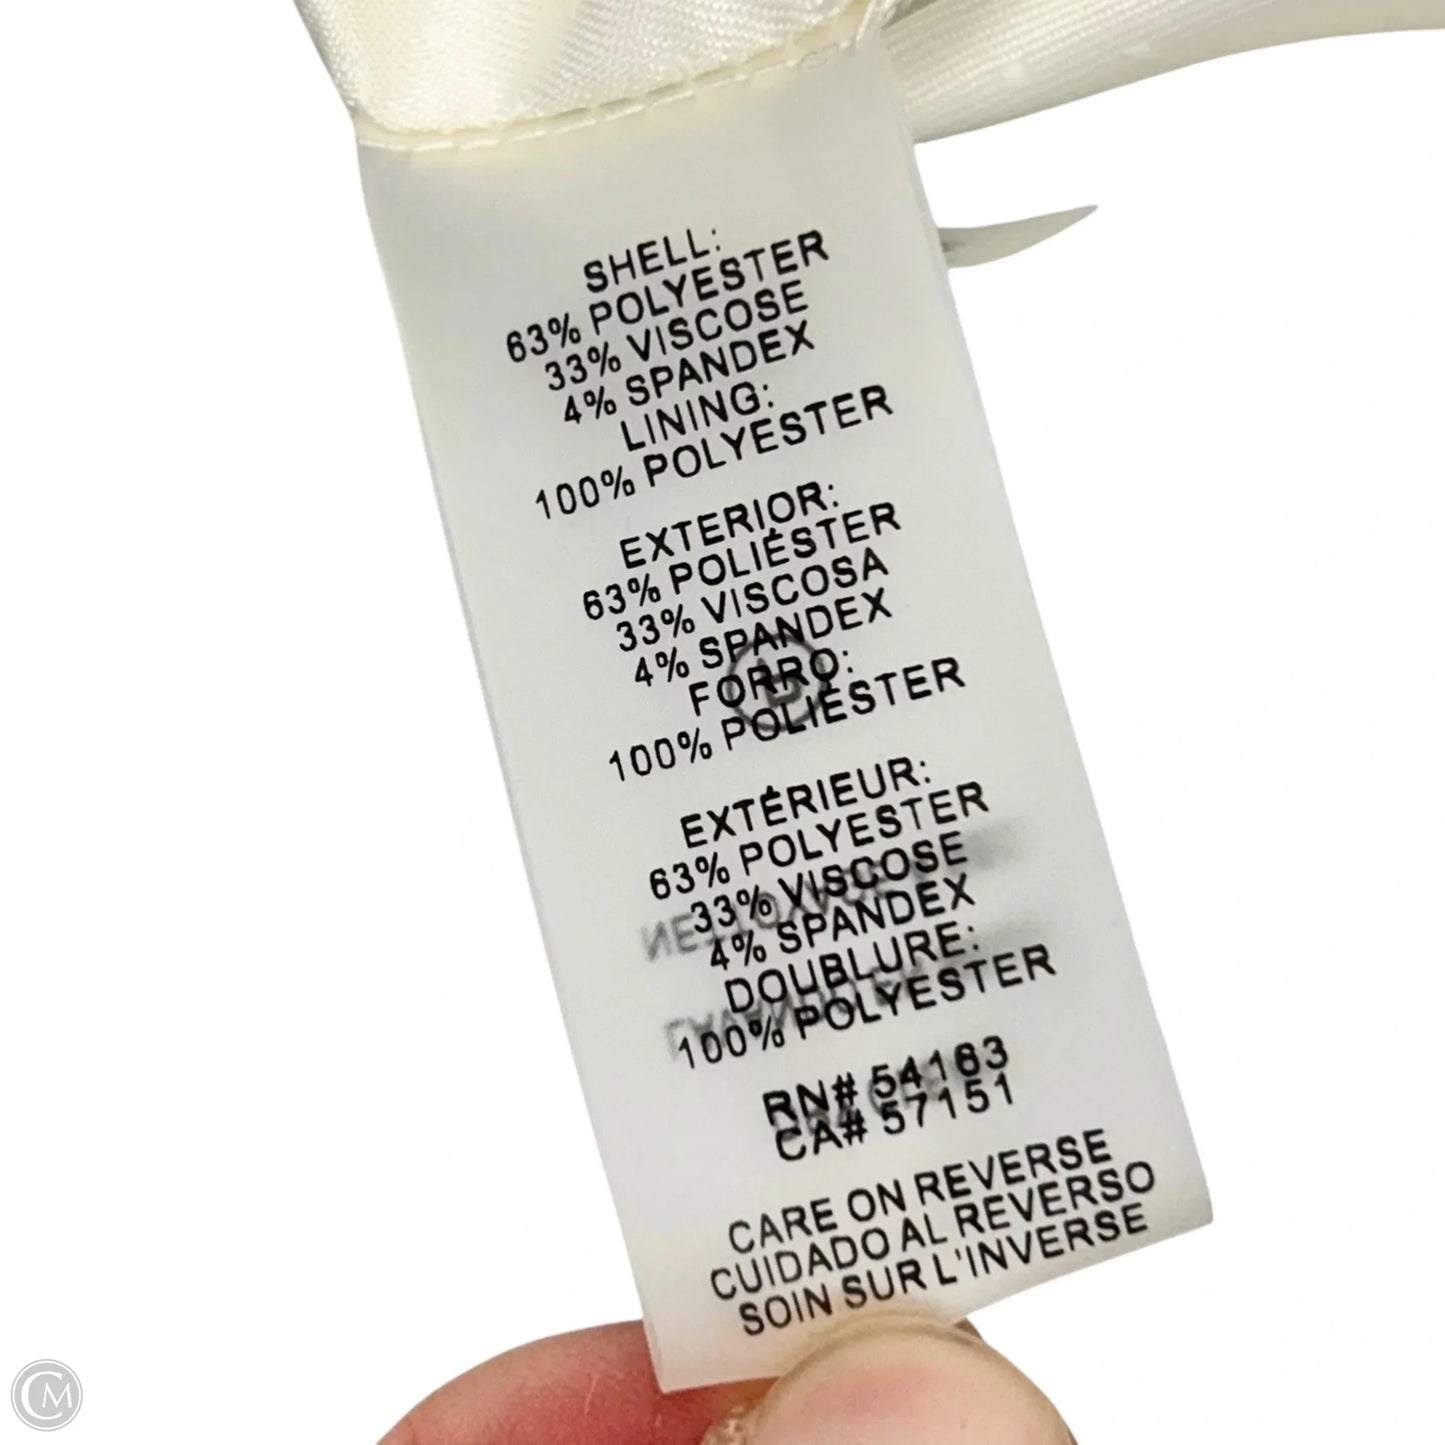 SHELL:
63% POLYESTER
33% VISCOSE
4% SPANDEX
LINING:
100% POLYESTER
EXTERIOR:
63% POLIÉSTER
33% VISCOSA
4% SPANDEX
FORRO:
100% POLIÉSTER
EXTÉRIEUR:
63% POLYESTER
33% VISCOSE
4% SPANDEX
DOUBLURE:
100% POLYESTER
RN# 54163
CA# 57151
CARE ON REVERSE
CUIDADO AL REVERSO
SOIN SUR L'INVERSE
CM